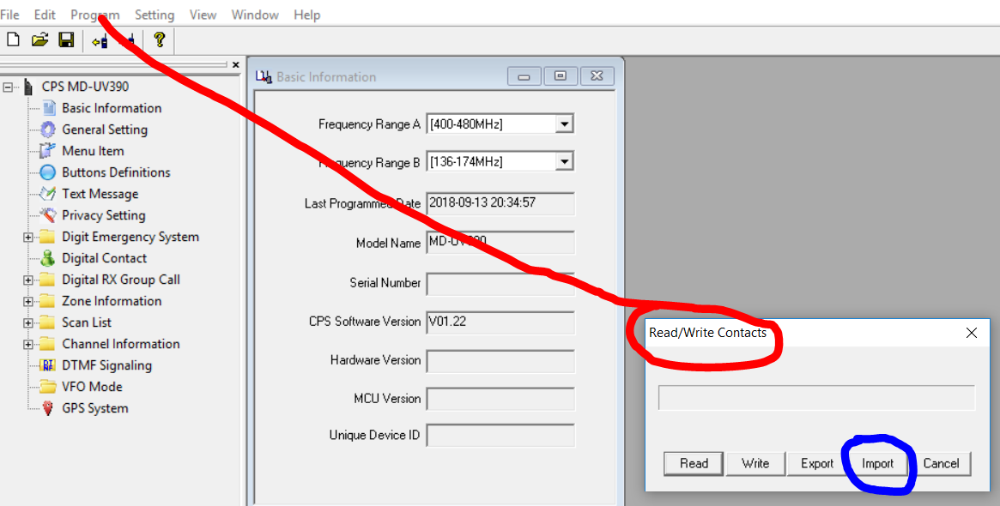 File Edit Program Setting View Window Help
CPS MD-UV390
Basic Information
General Setting
Menu Item
Buttons Definitions
Text Message
Privacy Setting
Digit Emergency System
Digital Contact
Digital RX Group Call
Zone Information
Scan List
Channel Information
DTMF Signaling
VFO Mode
GPS System
Basic Information
Frequency Range A [400-480MHz]
Frequency Range B [136-174MHz]
Last Programmed Date 2018-09-13 20:34:57
Model Name MD-UV390
Serial Number
CPS Software Version V01.22
Hardware Version
MCU Version
Unique Device ID
Read/Write Contacts
Read Write Export Import Cancel